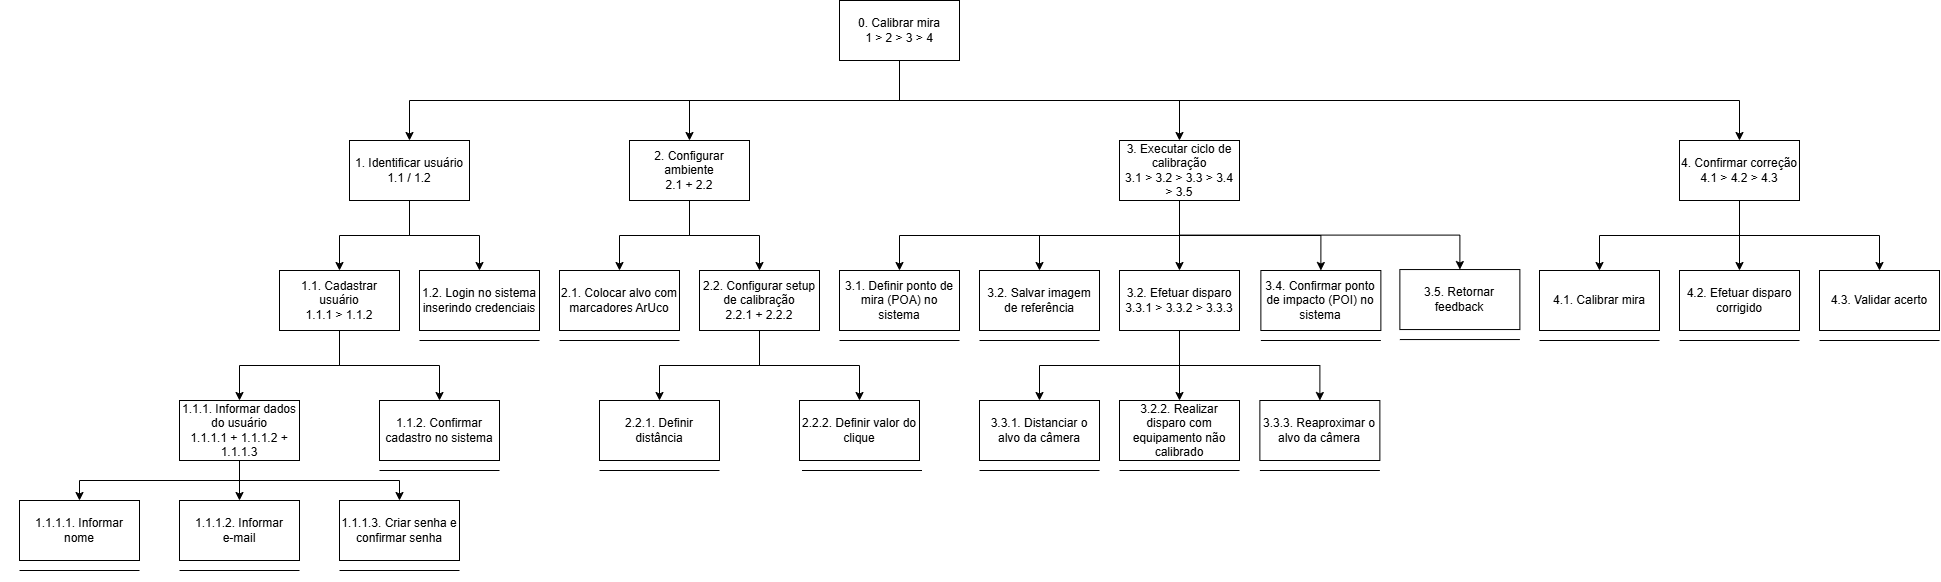 0. Calibrar mira
1 > 2 > 3 > 4
1. Identificar usuário
1.1 / 1.2
2. Configurar
ambiente
2.1 + 2.2
3. Executar ciclo de
calibração
3.1 > 3.2 > 3.3 > 3.4
> 3.5
4. Confirmar correção
4.1 > 4.2 > 4.3
1.1. Cadastrar
usuário
1.1.1 > 1.1.2
1.2. Login no sistema
inserindo credenciais
2.1. Colocar alvo com
marcadores ArUco
2.2. Configurar setup
de calibração
2.2.1 + 2.2.2
3.1. Definir ponto de
mira (POA) no
sistema
3.2. Salvar imagem
de referência
3.2. Efetuar disparo
3.3.1 > 3.3.2 > 3.3.3
3.4. Confirmar ponto
de impacto (POI) no
sistema
3.5. Retornar
feedback
4.1. Calibrar mira
4.2. Efetuar disparo
corrigido
4.3. Validar acerto
1.1.1. Informar dados
do usuário
1.1.1.1 + 1.1.1.2 +
1.1.1.3
1.1.2. Confirmar
cadastro no sistema
2.2.1. Definir
distância
2.2.2. Definir valor do
clique
3.3.1. Distanciar o
alvo da câmera
3.2.2. Realizar
disparo com
equipamento não
calibrado
3.3.3. Reaproximar o
alvo da câmera
1.1.1.1. Informar
nome
1.1.1.2. Informar
e-mail
1.1.1.3. Criar senha e
confirmar senha